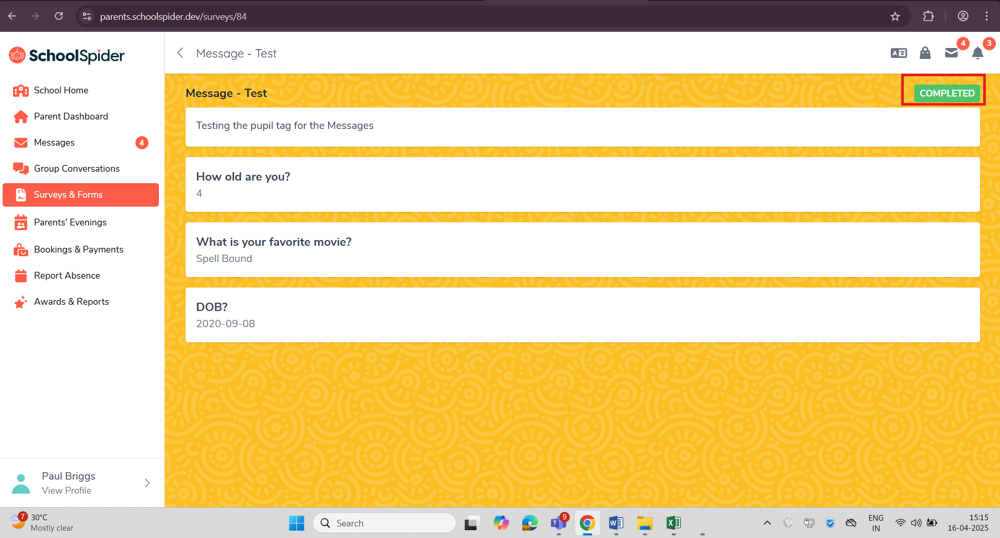 parents.schoolspider.dev/surveys/84
SchoolSpider
Message - Test
4
3
School Home
Parent Dashboard
Messages
4
Group Conversations
Surveys & Forms
Parents' Evenings
Bookings & Payments
Report Absence
Awards & Reports
Message - Test
COMPLETED
Testing the pupil tag for the Messages
How old are you?
4
What is your favorite movie?
Spell Bound
DOB?
2020-09-08
Paul Briggs
View Profile
7
30°C
Mostly clear
Search
9
ENG
IN
15:15
16-04-2025